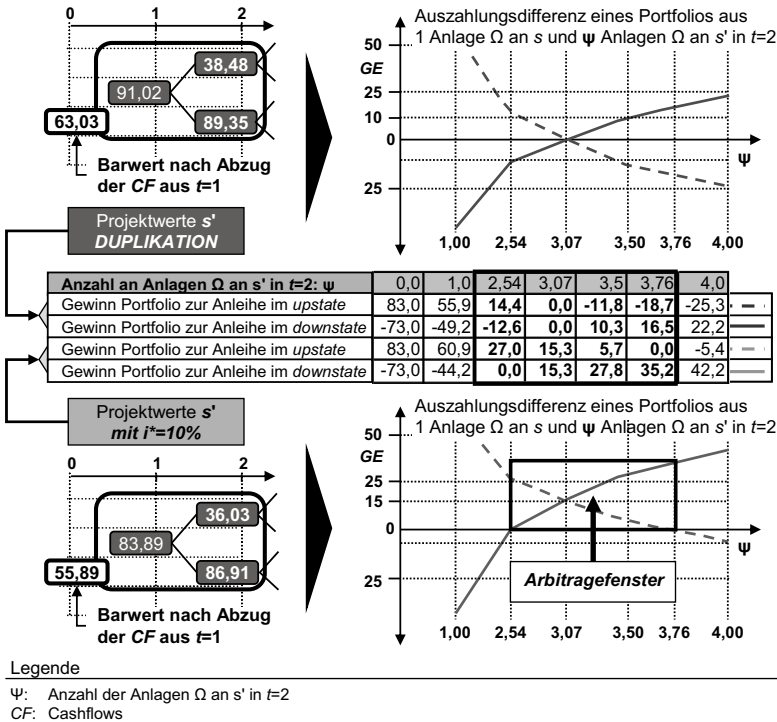 0 1 2
38,48
91,02
63,03
89,35
Barwert nach Abzug
der CF aus t=1
Projektwerte s'
DUPLIKATION
Auszahlungsdifferenz eines Portfolios aus
1 Anlage Ω an s und ψ Anlagen Ω an s' in t=2
50
GE
25
10
0
25
ψ
1,00 2,54 3,07 3,50 3,76 4,00
Anzahl an Anlagen Ω an s' in t=2: ψ 0,0 1,0 2,54 3,07 3,5 3,76 4,0
Gewinn Portfolio zur Anleihe im upstate 83,0 55,9 14,4 0,0 -11,8 -18,7 -25,3
Gewinn Portfolio zur Anleihe im downstate -73,0 -49,2 -12,6 0,0 10,3 16,5 22,2
Gewinn Portfolio zur Anleihe im upstate 83,0 60,9 27,0 15,3 5,7 0,0 -5,4
Gewinn Portfolio zur Anleihe im downstate -73,0 -44,2 0,0 15,3 27,8 35,2 42,2
Projektwerte s'
mit i*=10%
0 1 2
36,03
83,89
55,89
86,91
Barwert nach Abzug
der CF aus t=1
Auszahlungsdifferenz eines Portfolios aus
1 Anlage Ω an s und ψ Anlagen Ω an s' in t=2
50
GE
25
15
0
25
ψ
Arbitragefenster
1,00 2,54 3,07 3,50 3,76 4,00
Legende
Ψ: Anzahl der Anlagen Ω an s' in t=2
CF: Cashflows